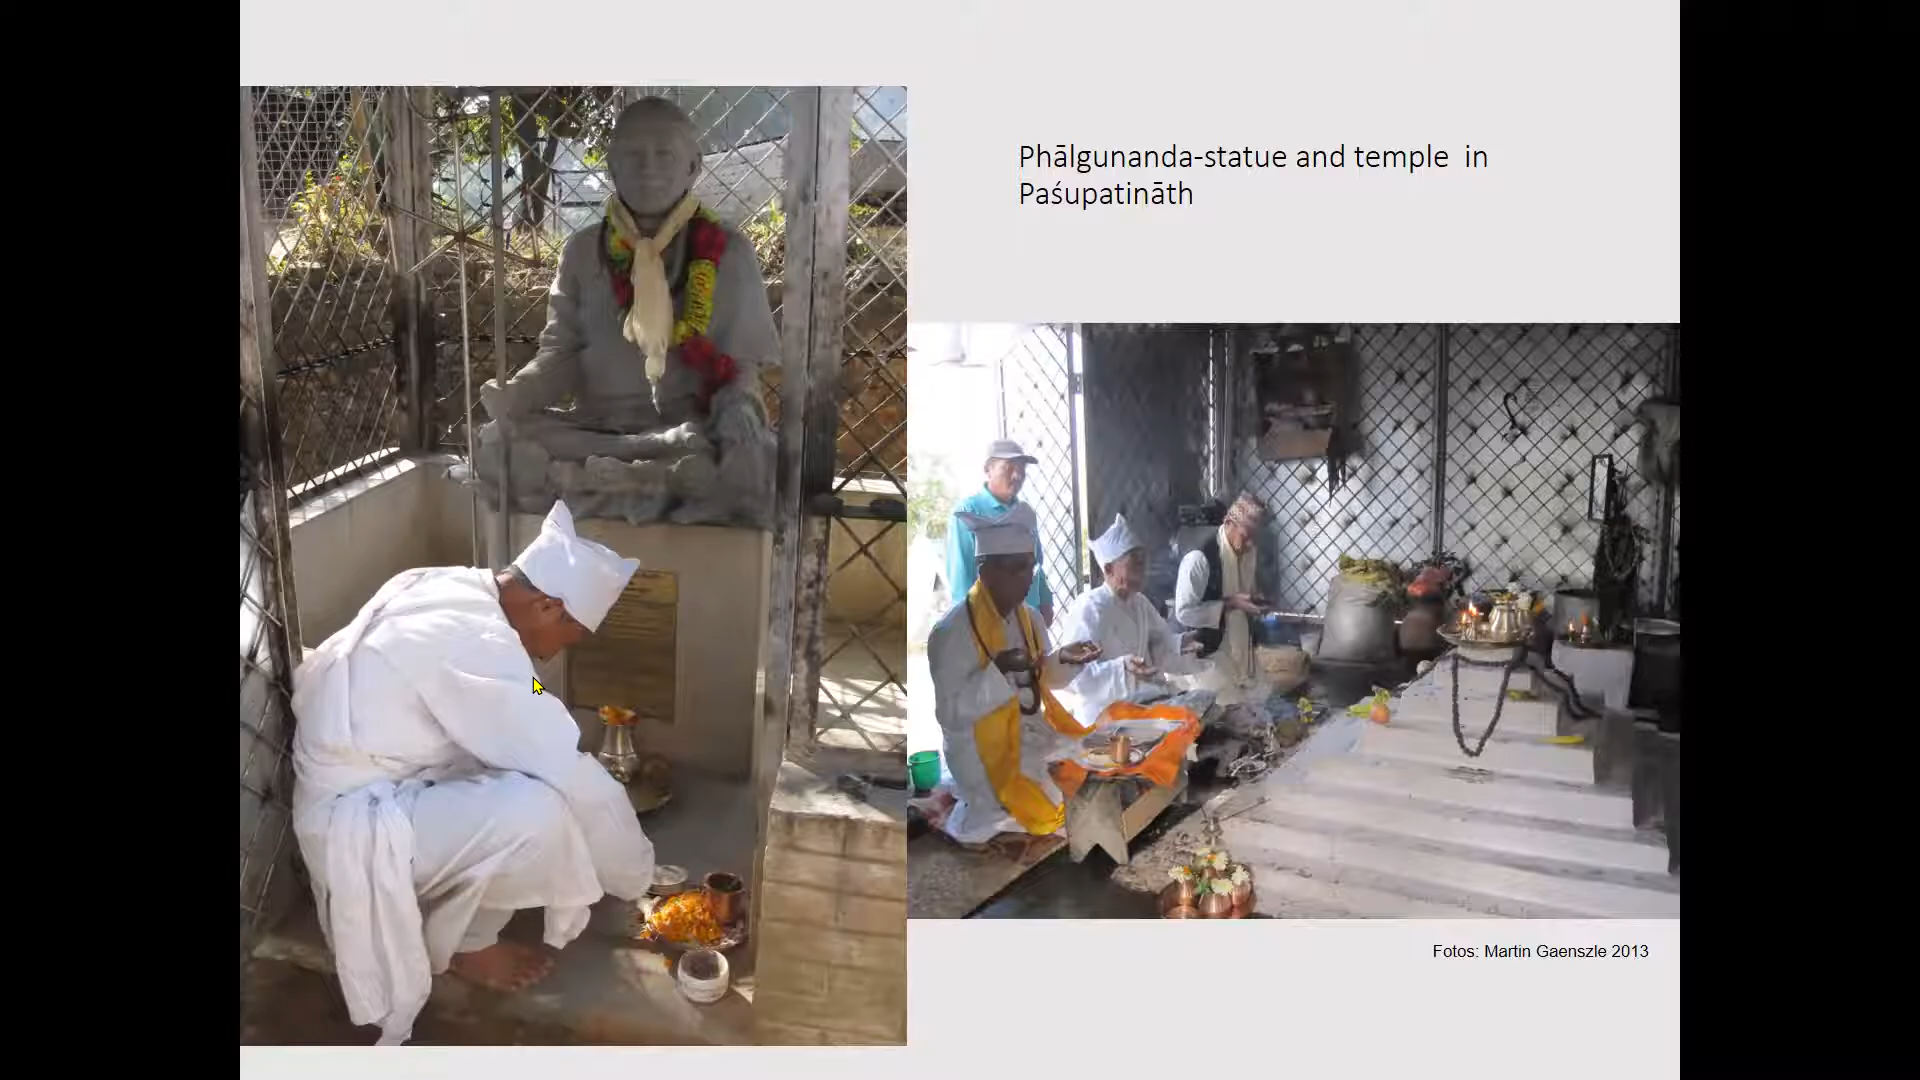 Phālgunanda-statue and temple in
Paśupatināth
Fotos: Martin Gaenszle 2013